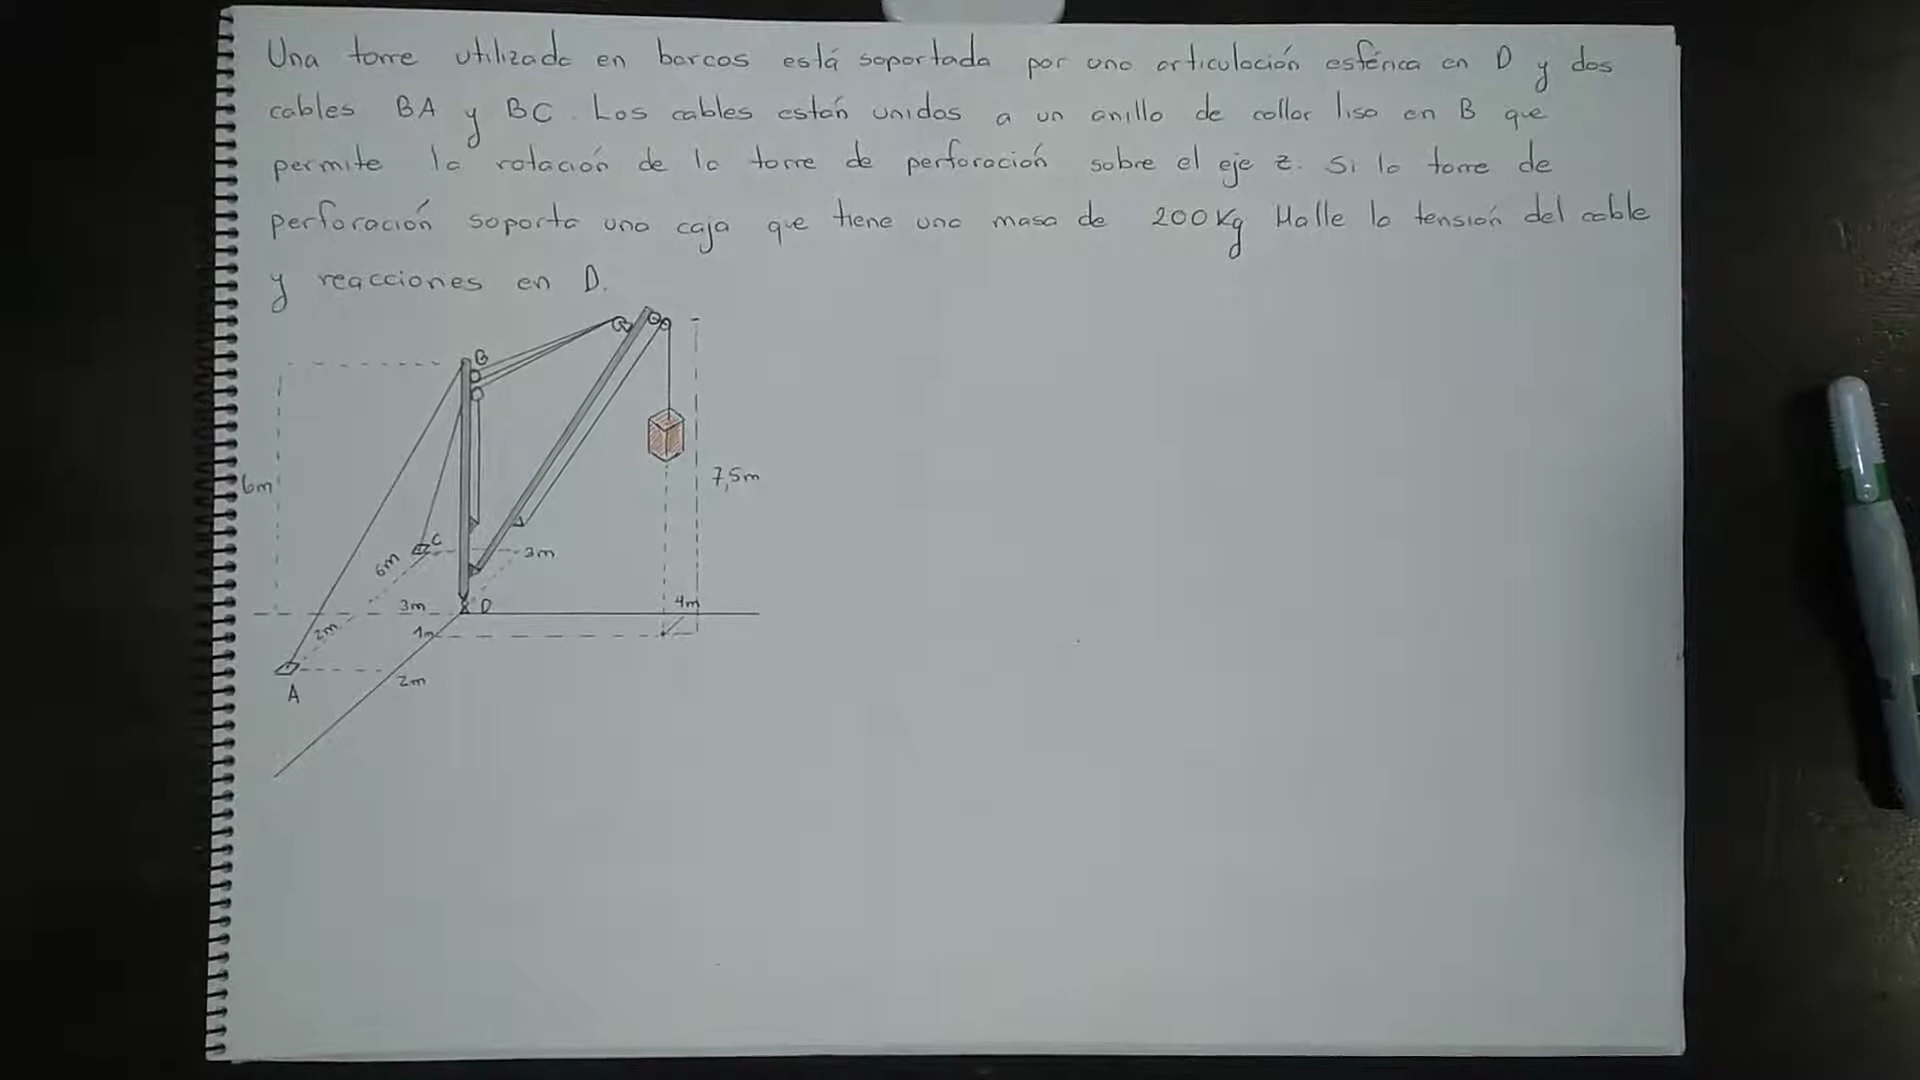 Una torre utilizada en barcos está soportada por una articulación esférica en D y dos
cables BA y BC. Los cables están unidos a un anillo de collar liso en B que
permite la rotación de la torre de perforación sobre el eje z. Si la torre de
perforación soporta una caja que tiene una masa de 200Kg Halle la tensión del cable
y reacciones en D.
B
6m
7,5m
C
6m
3m
3m
D
4m
2m
1m
2m
A